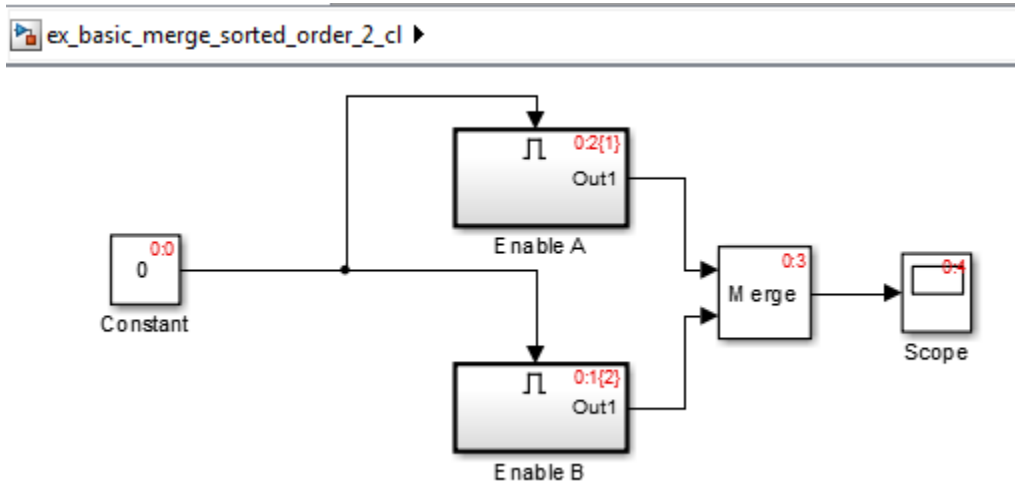 ex_basic_merge_sorted_order_2_cl
0:2{1}
Out1
Enable A
0:0
0
Constant
0:3
Merge
0:4
Scope
0:1{2}
Out1
Enable B